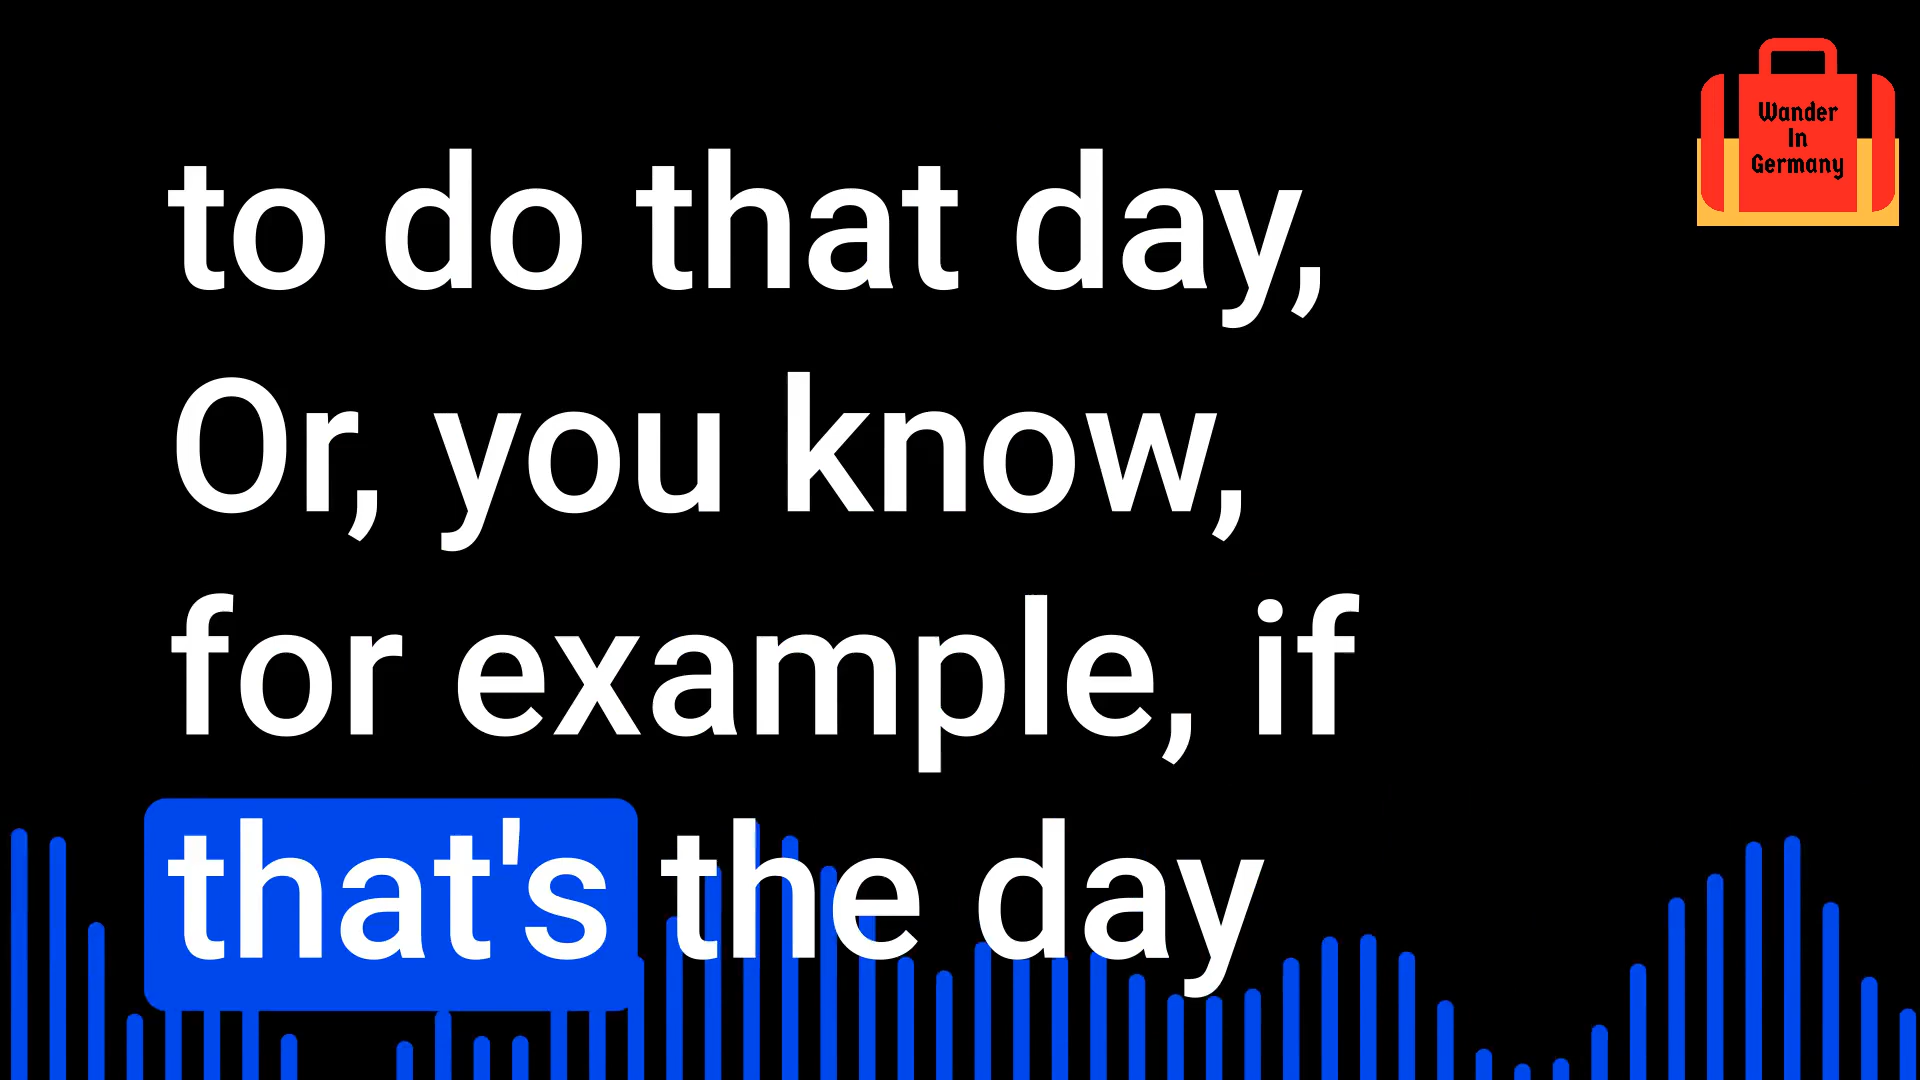 Wander
In
Germany
to do that day,
Or, you know,
for example, if
that's the day